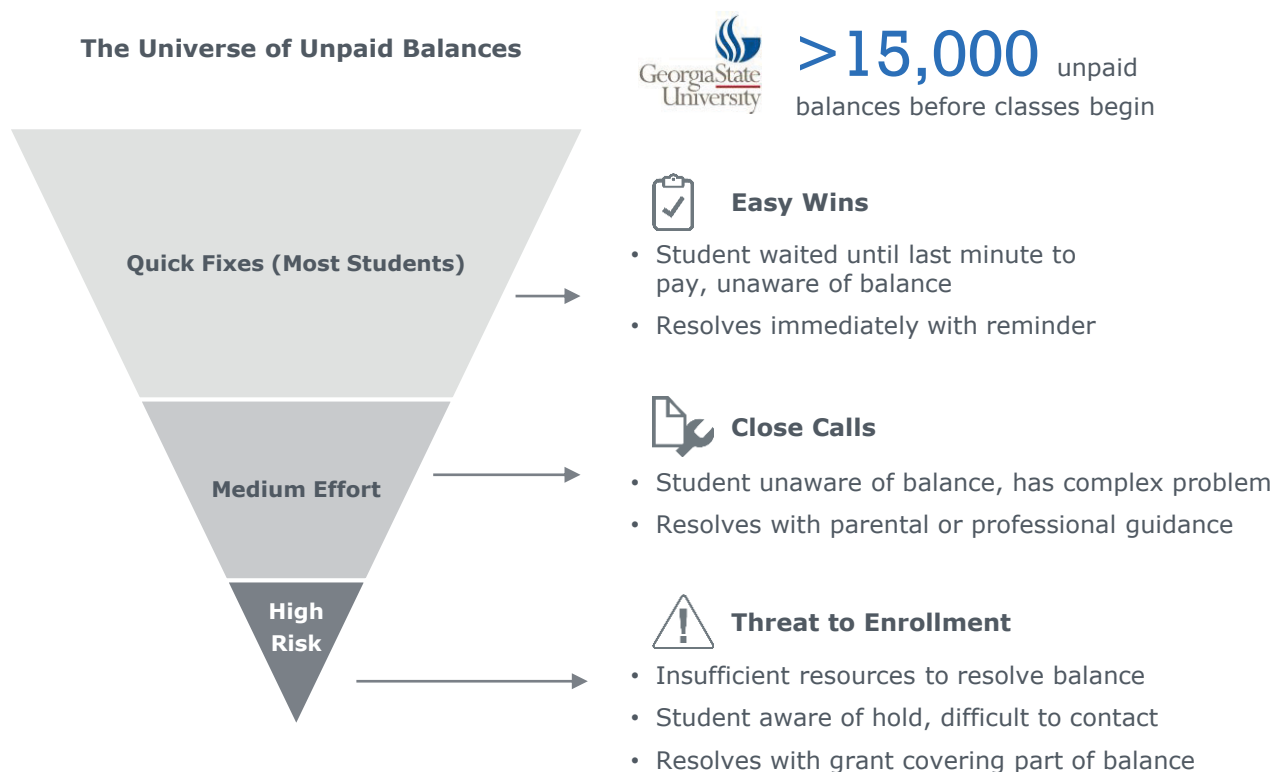 The Universe of Unpaid Balances
GeorgiaState
University
>15,000 unpaid
balances before classes begin
Quick Fixes (Most Students)
Easy Wins
• Student waited until last minute to
pay, unaware of balance
• Resolves immediately with reminder
Medium Effort
Close Calls
• Student unaware of balance, has complex problem
• Resolves with parental or professional guidance
High
Risk
Threat to Enrollment
• Insufficient resources to resolve balance
• Student aware of hold, difficult to contact
• Resolves with grant covering part of balance